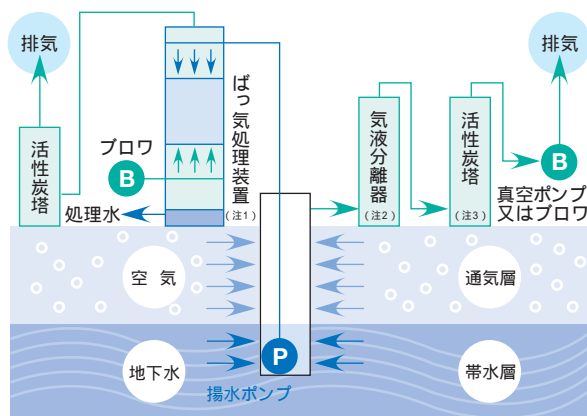 排気
排気
ばっ気処理装置
(注1)
活性炭塔
ブロワ
B
処理水
気液分離器
(注2)
活性炭塔
(注3)
B
真空ポンプ
又はブロワ
空気
通気層
地下水
P
揚水ポンプ
帯水層